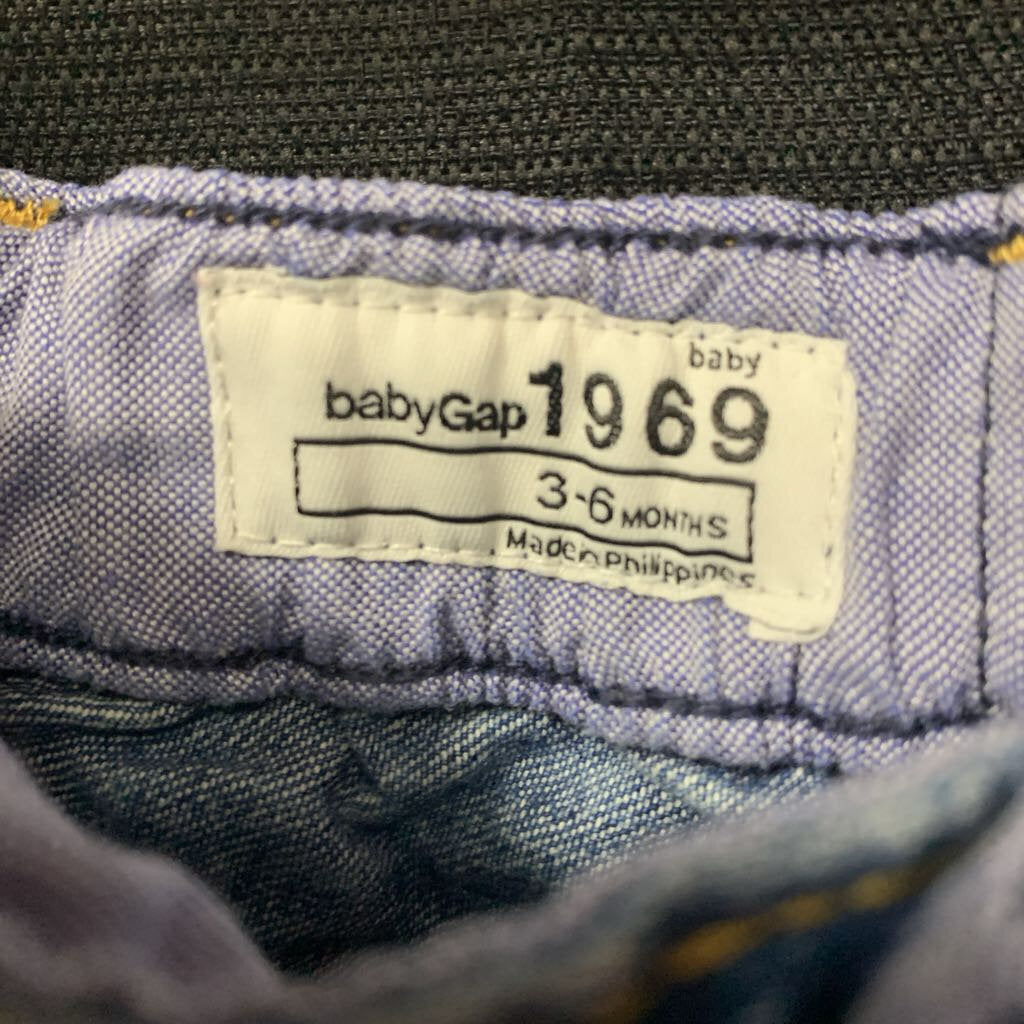 baby
babyGap 1969
3-6 MONTHS
Made in Philippines